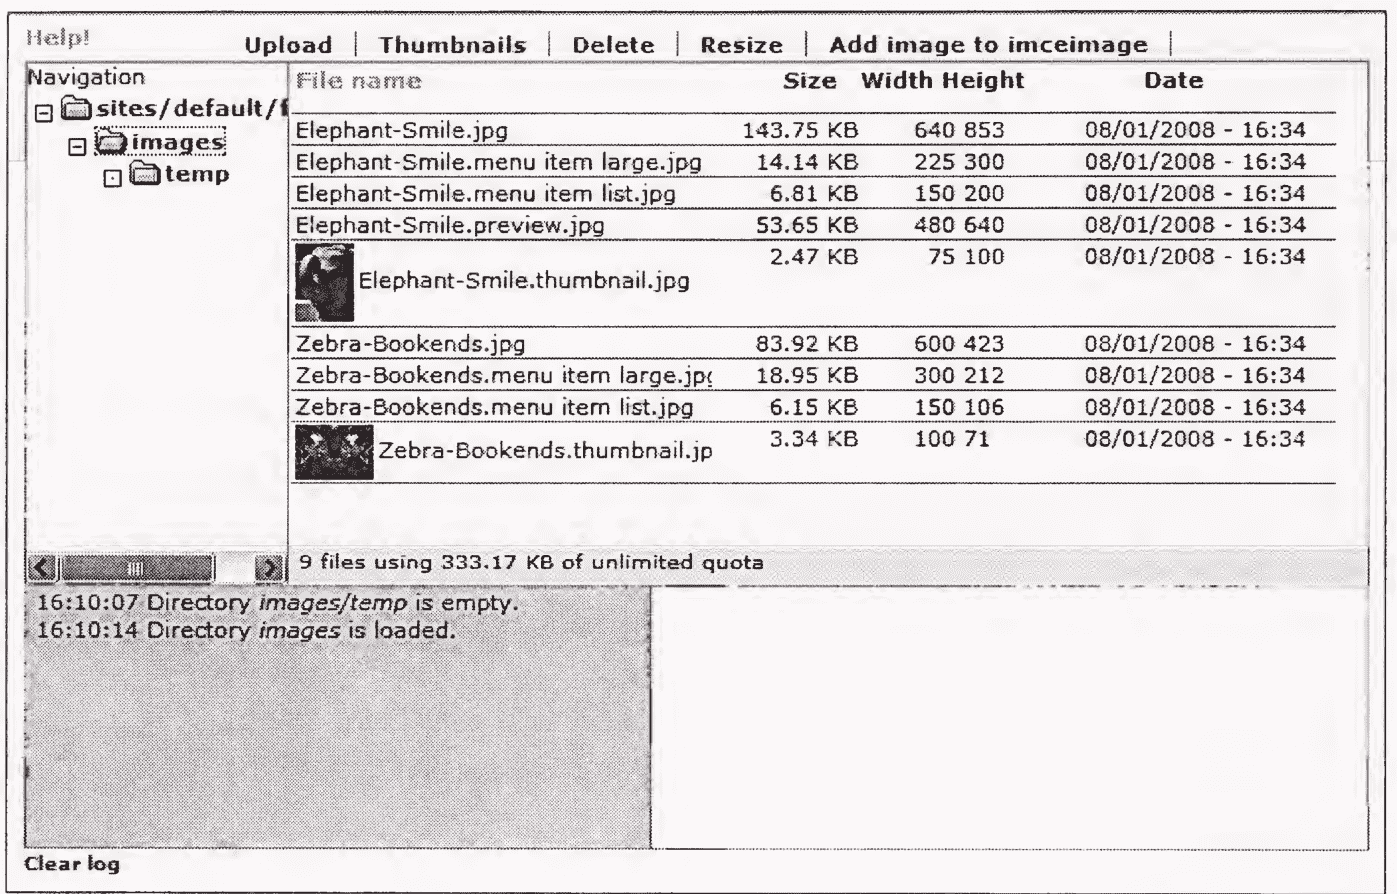 Help!
Upload | Thumbnails | Delete | Resize | Add image to imceimage |
Navigation
sites/default/f
images
temp
File name Size Width Height Date
Elephant-Smile.jpg 143.75 KB 640 853 08/01/2008 - 16:34
Elephant-Smile.menu item large.jpg 14.14 KB 225 300 08/01/2008 - 16:34
Elephant-Smile.menu item list.jpg 6.81 KB 150 200 08/01/2008 - 16:34
Elephant-Smile.preview.jpg 53.65 KB 480 640 08/01/2008 - 16:34
Elephant-Smile.thumbnail.jpg 2.47 KB 75 100 08/01/2008 - 16:34
Zebra-Bookends.jpg 83.92 KB 600 423 08/01/2008 - 16:34
Zebra-Bookends.menu item large.jp 18.95 KB 300 212 08/01/2008 - 16:34
Zebra-Bookends.menu item list.jpg 6.15 KB 150 106 08/01/2008 - 16:34
Zebra-Bookends.thumbnail.jp 3.34 KB 100 71 08/01/2008 - 16:34
9 files using 333.17 KB of unlimited quota
16:10:07 Directory images/temp is empty.
16:10:14 Directory images is loaded.
Clear log